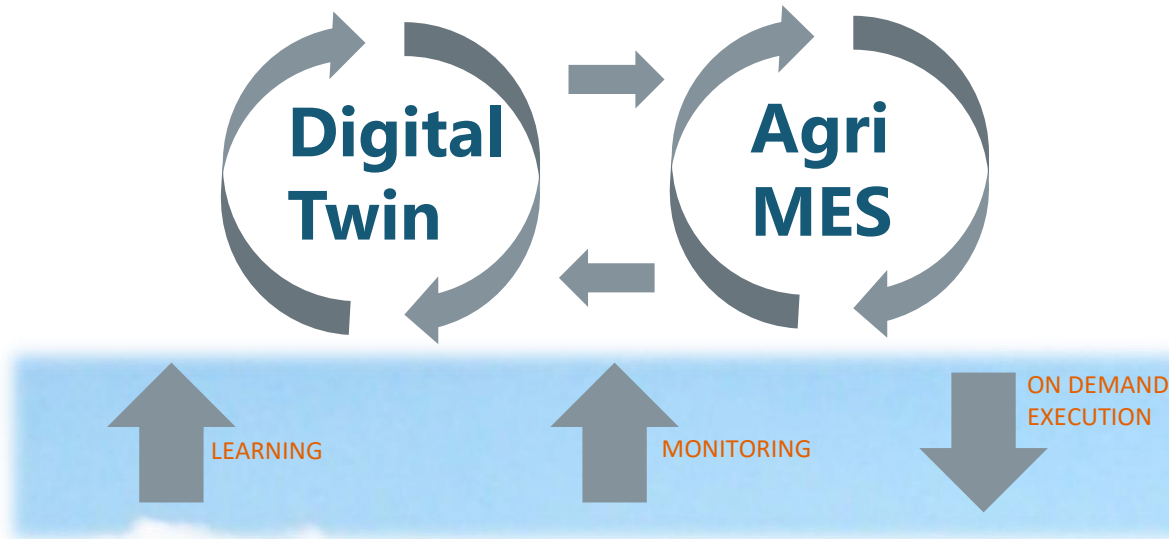 Digital
Twin
Agri
MES
LEARNING
MONITORING
ON DEMAND
EXECUTION